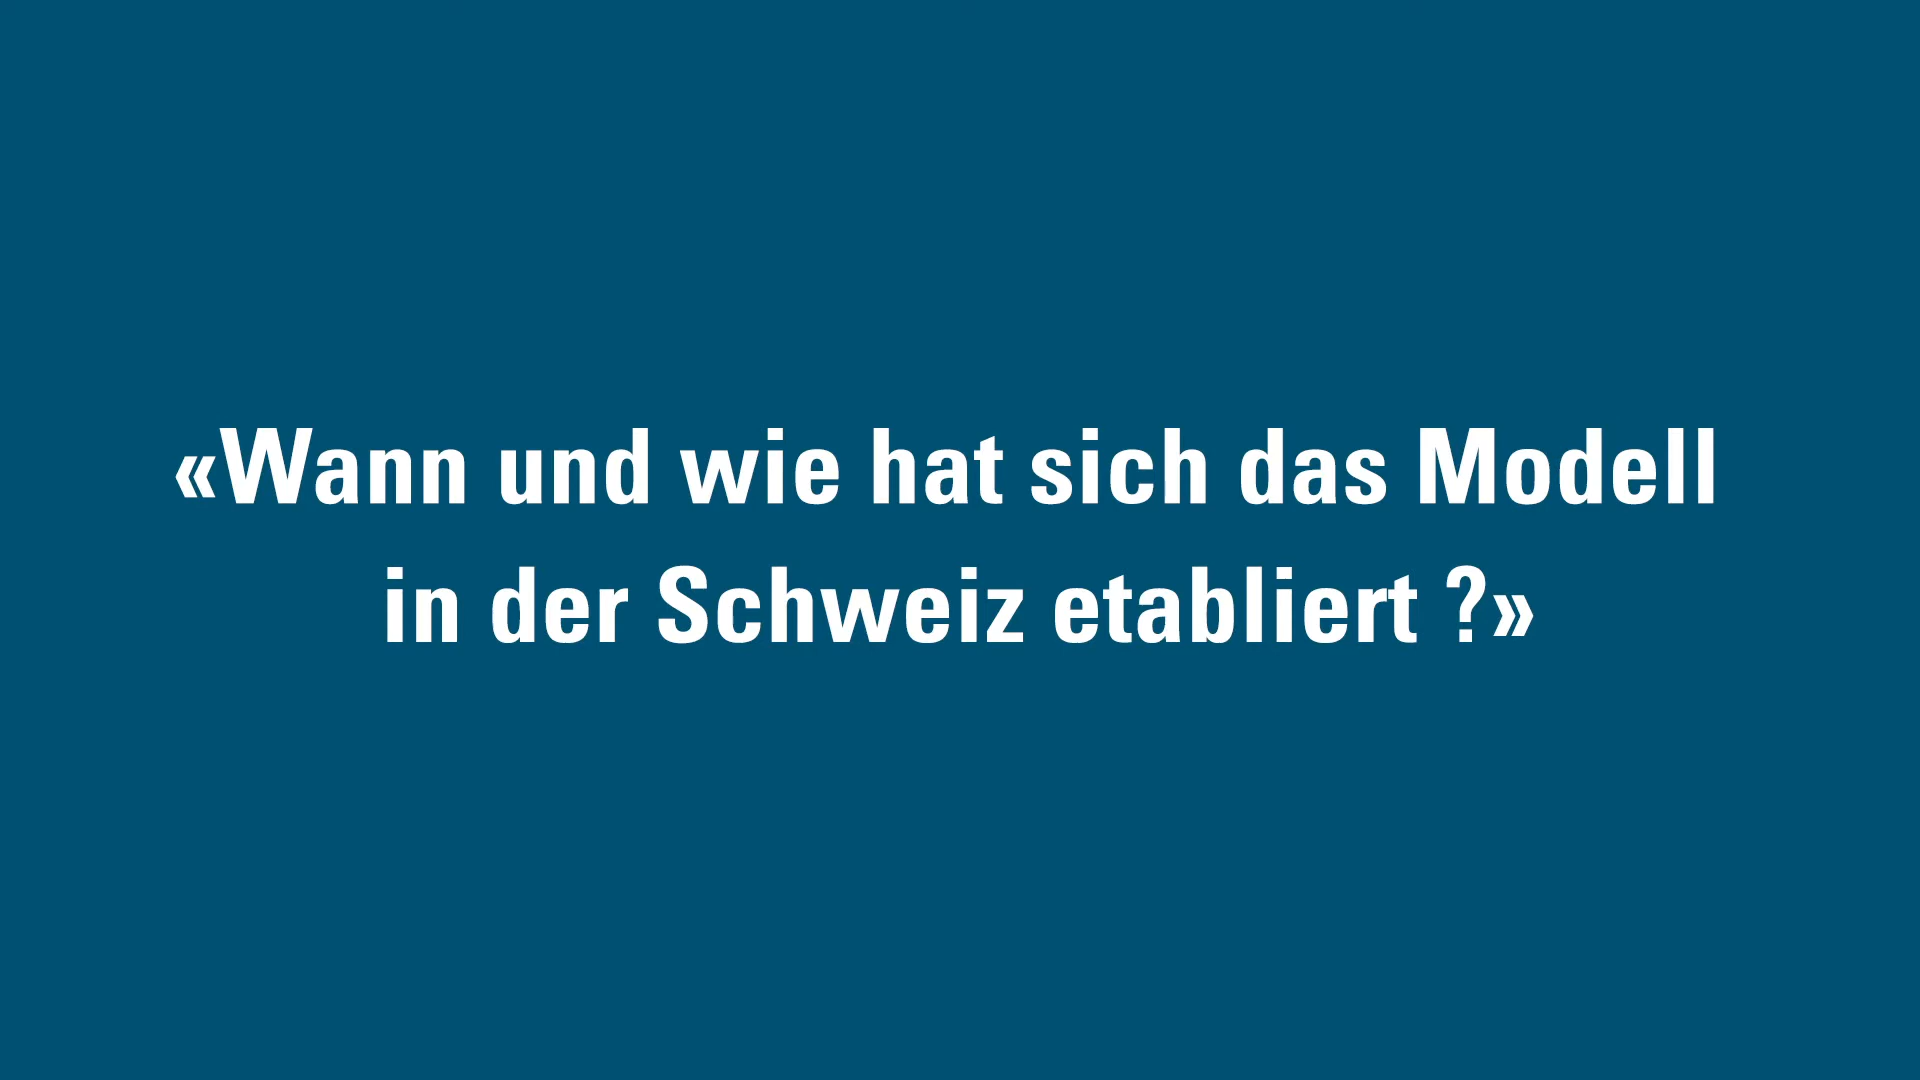 «Wann und wie hat sich das Modell
in der Schweiz etabliert ?»